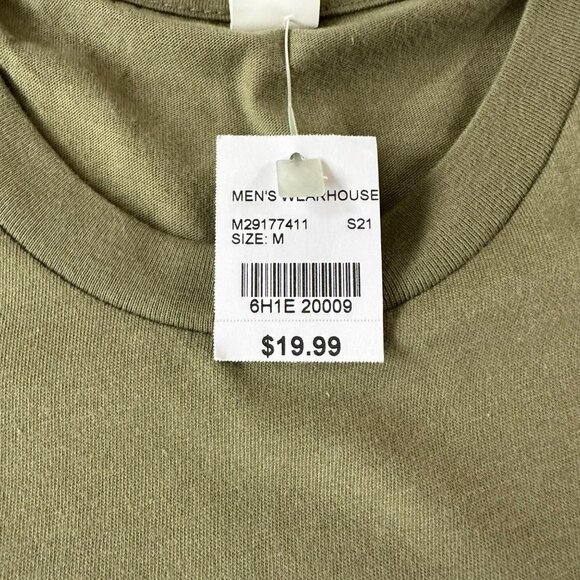 MEN'S WEARHOUSE
M29177411 S21
SIZE: M
6H1E 20009
$19.99